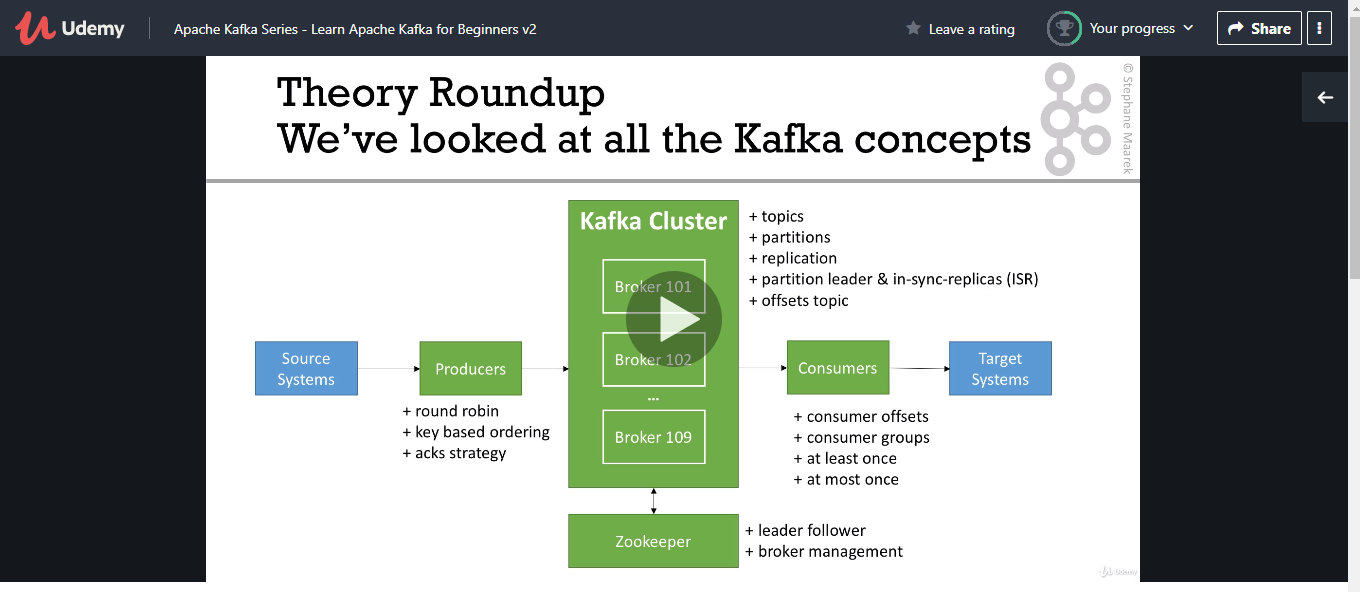 Udemy
Apache Kafka Series - Learn Apache Kafka for Beginners v2
Leave a rating
Your progress
Share
Theory Roundup
We've looked at all the Kafka concepts
© Stephane Maarek
Kafka Cluster
Broker 101
Broker 102
...
Broker 109
+ topics
+ partitions
+ replication
+ partition leader & in-sync-replicas (ISR)
+ offsets topic
Source
Systems
Producers
+ round robin
+ key based ordering
+ acks strategy
Consumers
+ consumer offsets
+ consumer groups
+ at least once
+ at most once
Target
Systems
Zookeeper
+ leader follower
+ broker management
Udemy